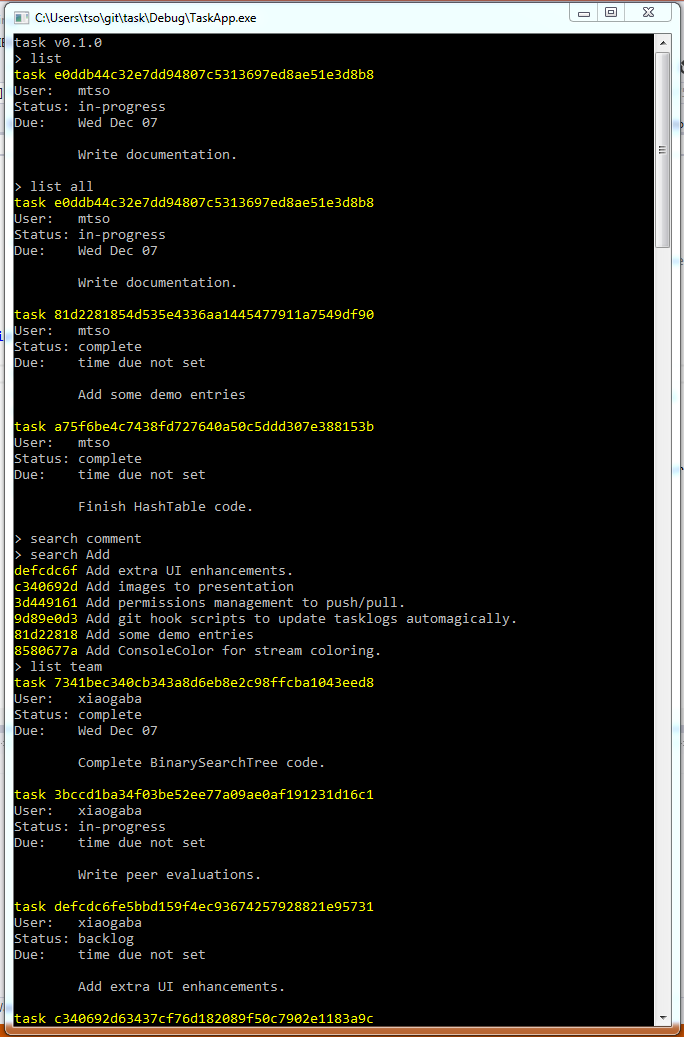 C:\Users\tso\git\task\Debug\TaskApp.exe
task v0.1.0
> list
task e0ddb44c32e7dd94807c5313697ed8ae51e3d8b8
User:   mtso
Status: in-progress
Due:    Wed Dec 07
Write documentation.
> list all
task e0ddb44c32e7dd94807c5313697ed8ae51e3d8b8
User:   mtso
Status: in-progress
Due:    Wed Dec 07
Write documentation.
task 81d2281854d535e4336aa1445477911a7549df90
User:   mtso
Status: complete
Due:    time due not set
Add some demo entries
task a75f6be4c7438fd727640a50c5ddd307e388153b
User:   mtso
Status: complete
Due:    time due not set
Finish HashTable code.
> search comment
> search Add
defcdc6f Add extra UI enhancements.
c340692d Add images to presentation
3d449161 Add permissions management to push/pull.
9d89e0d3 Add git hook scripts to update tasklogs automagically.
81d22818 Add some demo entries
8580677a Add ConsoleColor for stream coloring.
> list team
task 7341bec340cb343a8d6eb8e2c98ffcba1043eed8
User:   xiaogaba
Status: complete
Due:    Wed Dec 07
Complete BinarySearchTree code.
task 3bccd1ba34f03be52ee77a09ae0af191231d16c1
User:   xiaogaba
Status: in-progress
Due:    time due not set
Write peer evaluations.
task defcdc6fe5bbd159f4ec93674257928821e95731
User:   xiaogaba
Status: backlog
Due:    time due not set
Add extra UI enhancements.
task c340692d63437cf76d182089f50c7902e1183a9c